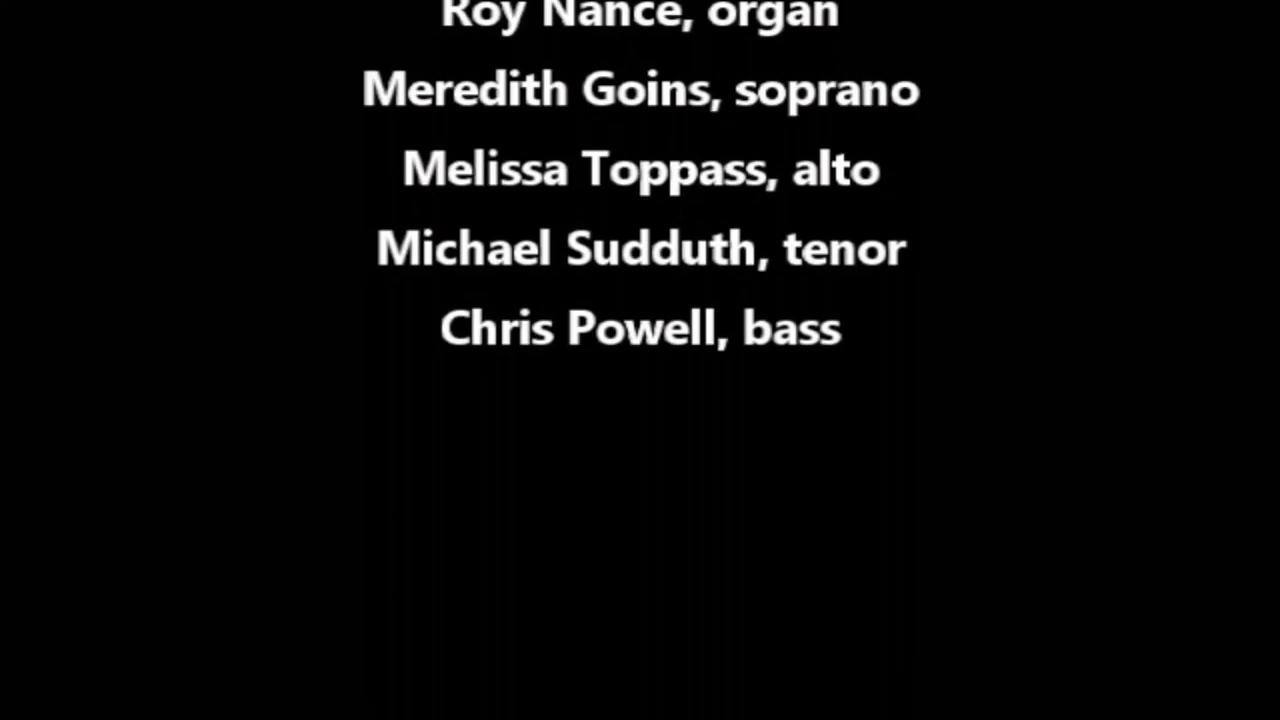 Roy Nance, organ
Meredith Goins, soprano
Melissa Toppass, alto
Michael Sudduth, tenor
Chris Powell, bass